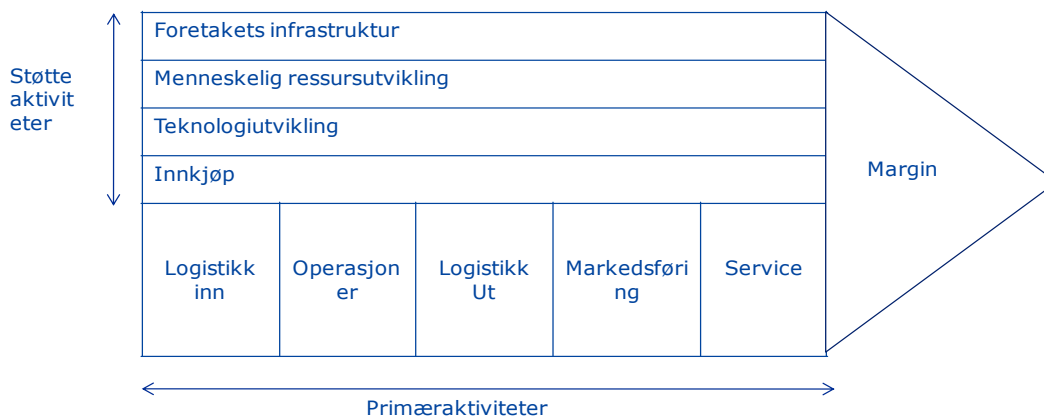 Foretakets infrastruktur
Støtte
aktivit
eter
Menneskelig ressursutvikling
Teknologiutvikling
Innkjøp
Margin
Logistikk
inn
Operasjon
er
Logistikk
Ut
Markedsføri
ng
Service
Primæraktiviteter